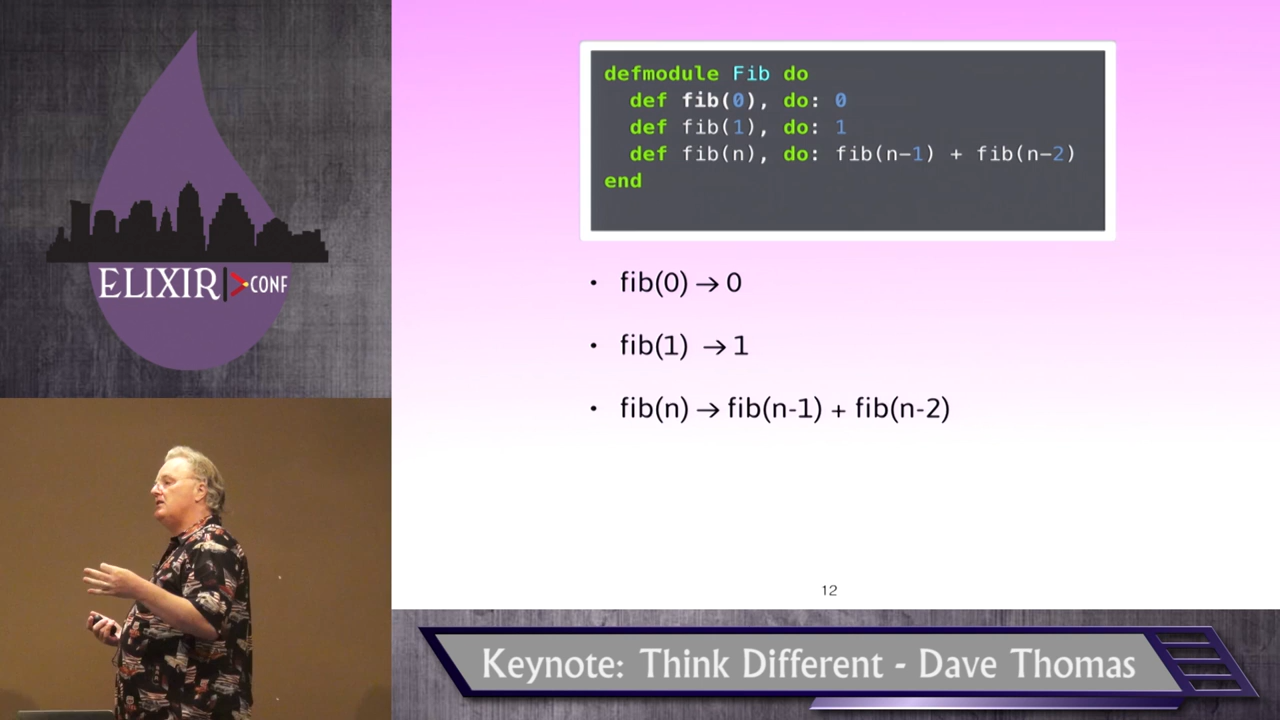 ELIXIR|>CONF
defmodule Fib do
  def fib(0), do: 0
  def fib(1), do: 1
  def fib(n), do: fib(n-1) + fib(n-2)
end
• fib(0) → 0
• fib(1) → 1
• fib(n) → fib(n-1) + fib(n-2)
12
Keynote: Think Different - Dave Thomas